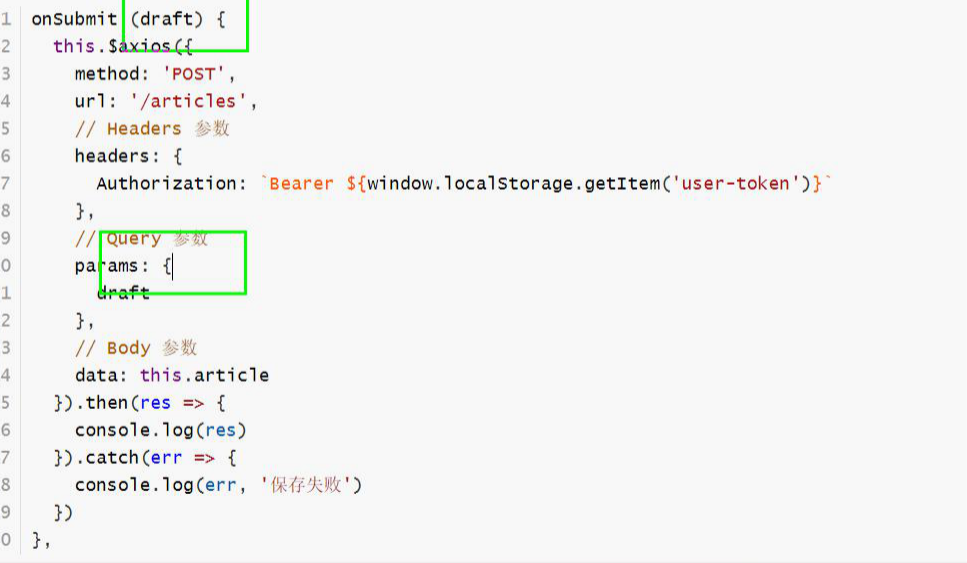 1 onSubmit (draft) {
2 this.$axios({
3 method: 'POST',
4 url: '/articles',
5 // Headers 参数
6 headers: {
7 Authorization: `Bearer ${window.localStorage.getItem('user-token')}`
8 },
9 // Query 参数
0 params: {
1 draft
2 },
3 // Body 参数
4 data: this.article
5 }).then(res => {
6 console.log(res)
7 }).catch(err => {
8 console.log(err, '保存失败')
9 })
0 },